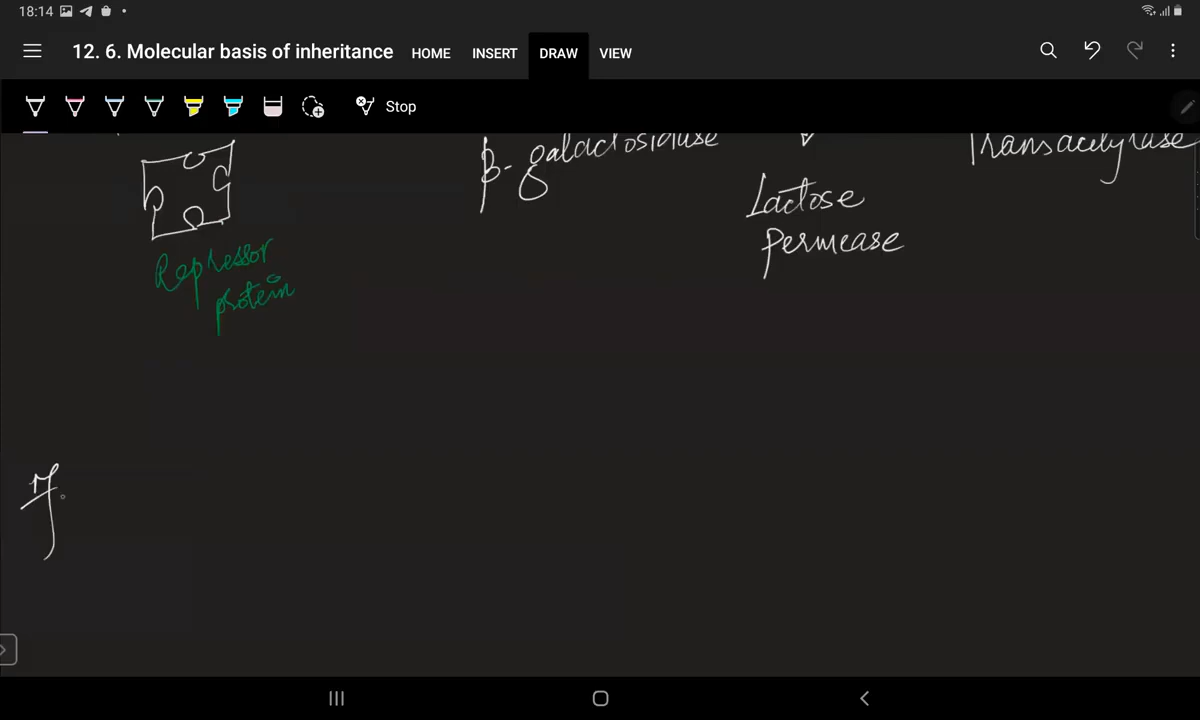 18:14
12. 6. Molecular basis of inheritance HOME INSERT DRAW VIEW
Stop
β-galactosidase
Transacetylase
Lactose
permease
Repressor
protein